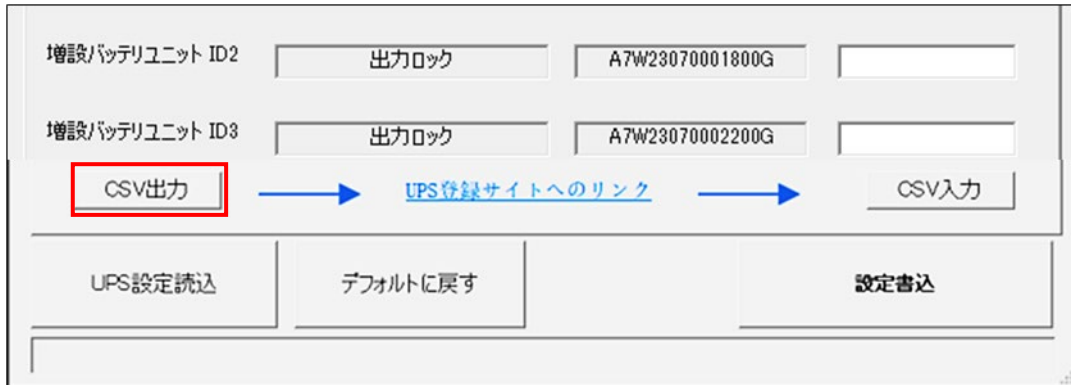 増設バッテリユニット ID2 出力ロック A7W23070001800G
増設バッテリユニット ID3 出力ロック A7W23070002200G
CSV出力 UPS登録サイトへのリンク CSV入力
UPS設定読込 デフォルトに戻す 設定書込